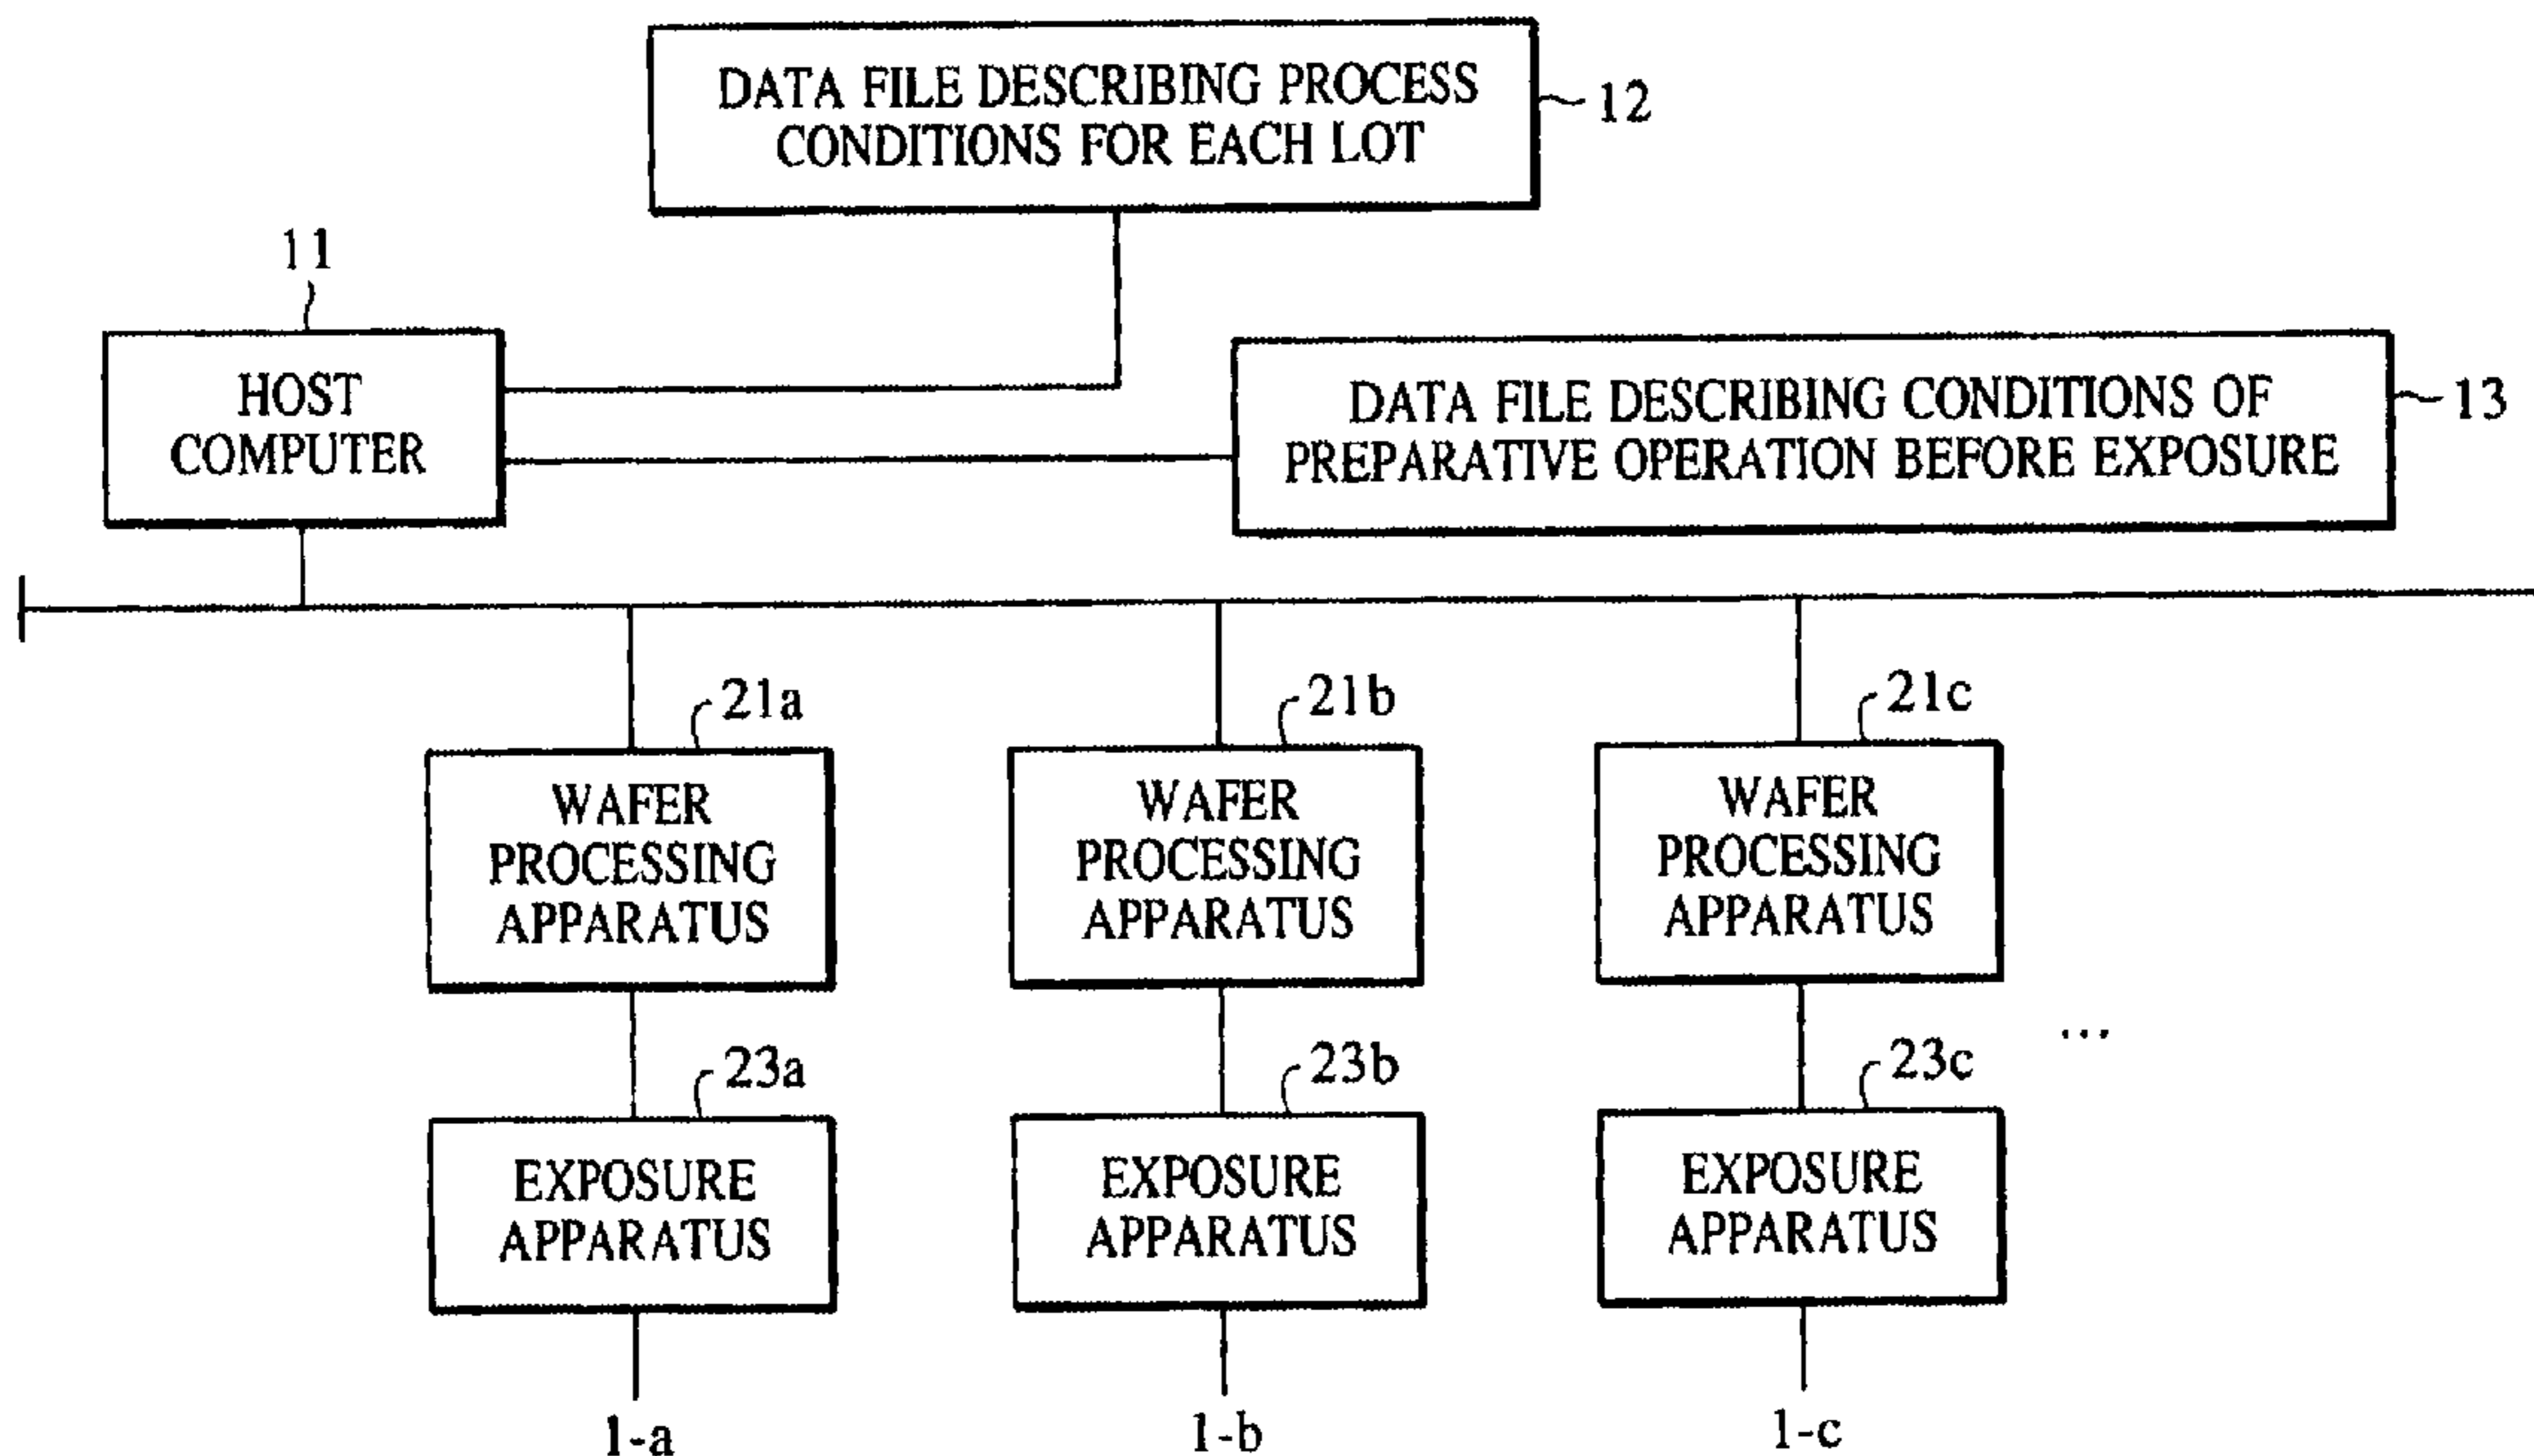 DATA FILE DESCRIBING PROCESS
CONDITIONS FOR EACH LOT
12
11
HOST
COMPUTER
DATA FILE DESCRIBING CONDITIONS OF
PREPARATIVE OPERATION BEFORE EXPOSURE
13
21a
21b
21c
WAFER
PROCESSING
APPARATUS
WAFER
PROCESSING
APPARATUS
WAFER
PROCESSING
APPARATUS
...
23a
23b
23c
EXPOSURE
APPARATUS
EXPOSURE
APPARATUS
EXPOSURE
APPARATUS
1-a
1-b
1-c